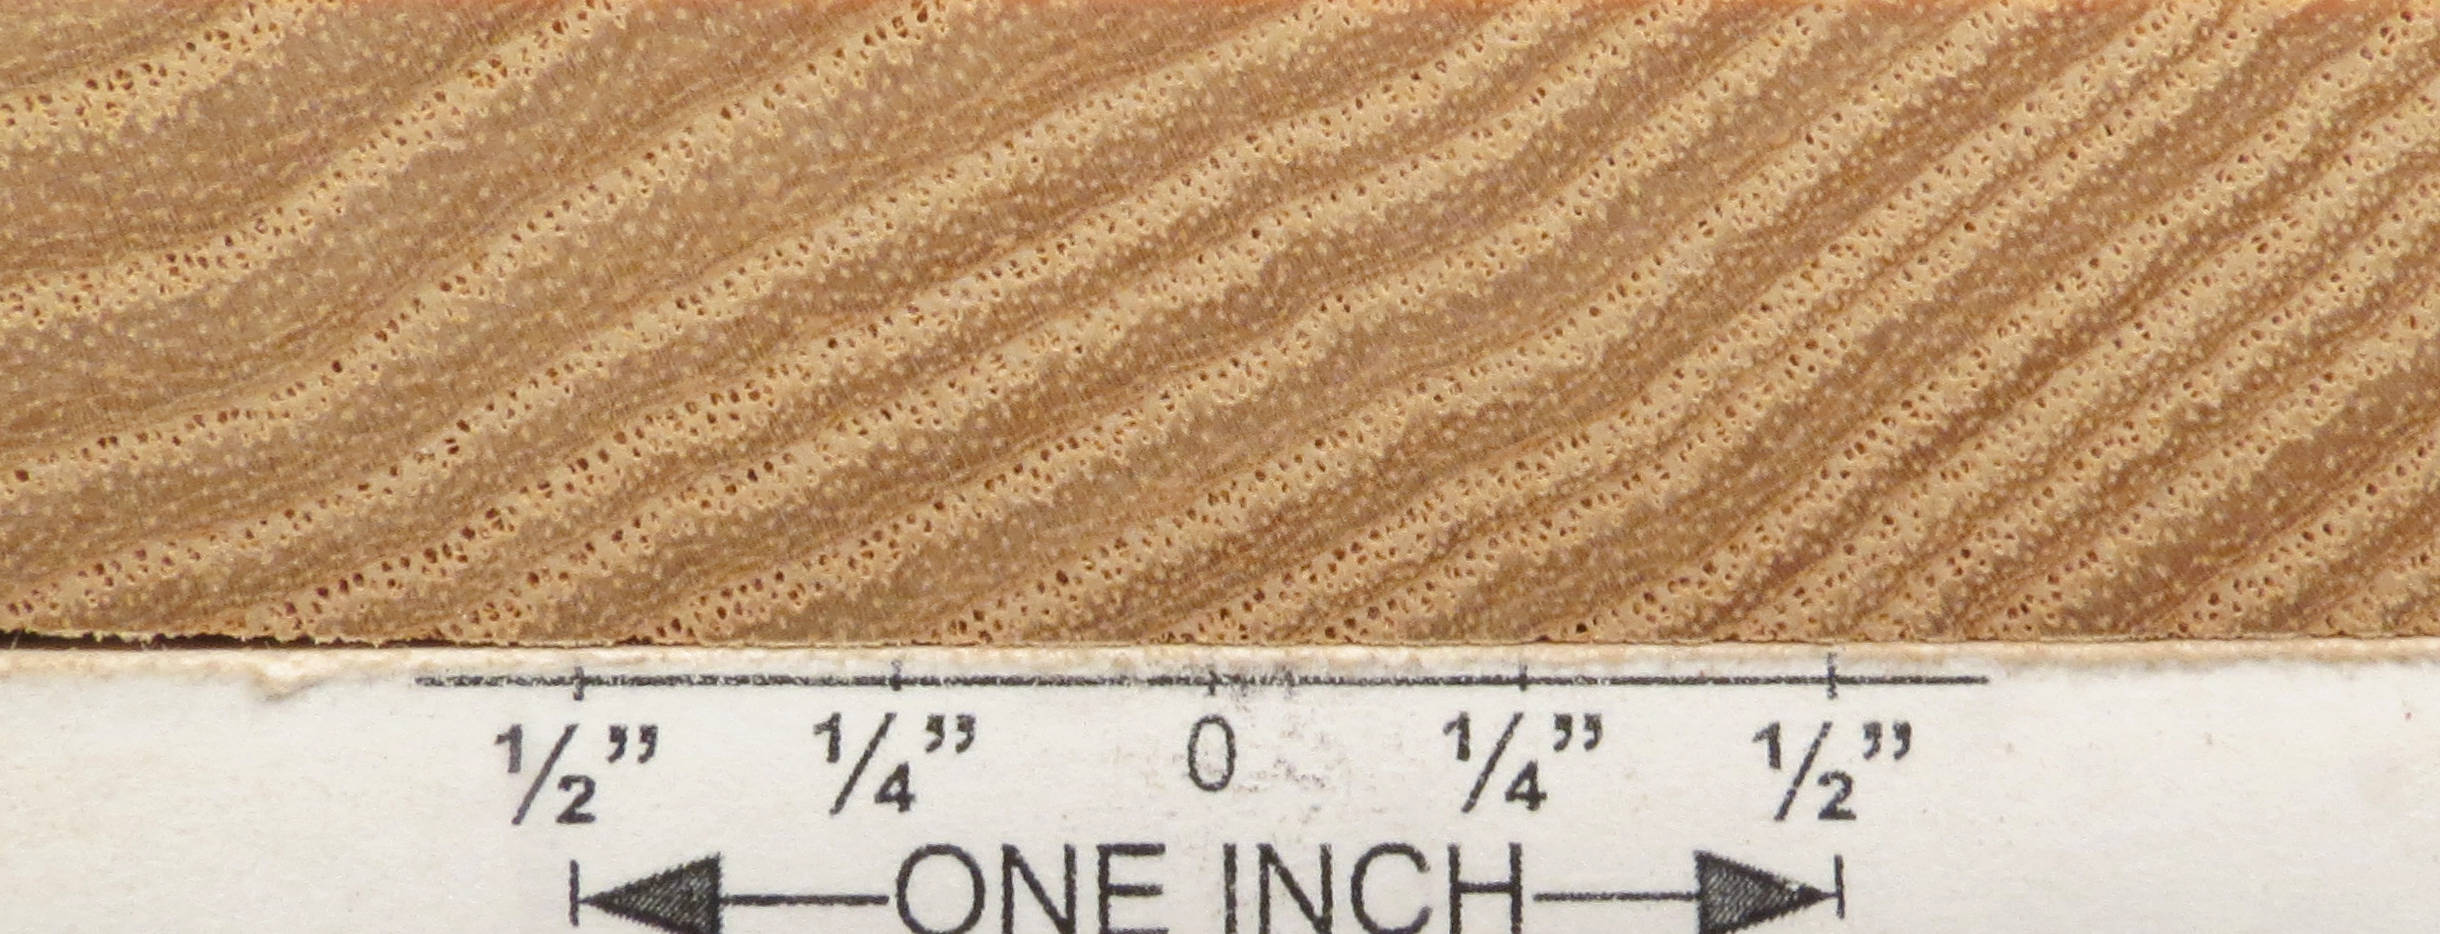 1/2” 1/4” 0 1/4” 1/2”
ONE INCH